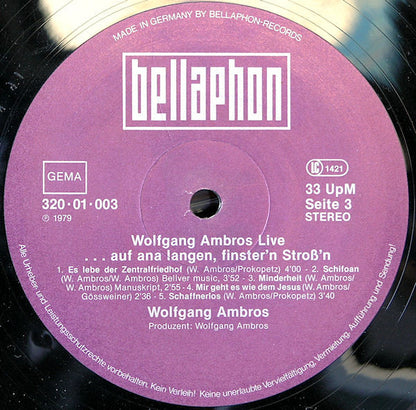 MADE IN GERMANY BY BELLAPHON-RECORDS
bellaphon
GEMA
LC 1421
320·01·003
℗ 1979
33 UpM
Seite 3
STEREO
Wolfgang Ambros Live
. . . auf ana langen, finster'n Stroß'n
1. Es lebe der Zentralfriedhof (W. Ambros/Prokopetz) 4'00 - 2. Schifoan
(W. Ambros/W. Ambros) Bellver music, 3'52 - 3. Minderheit (W. Ambros/
W. Ambros) Manuskript, 2'55 - 4. Mir geht es wie dem Jesus (W. Ambros/
Gössweiner) 2'36 - 5. Schaffnerlos (W. Ambros/Prokopetz) 3'40
Wolfgang Ambros
Produzent: Wolfgang Ambros
Alle Urheber- und Leistungsschutzrechte vorbehalten. Kein Verleih! Keine unerlaubte Vervielfältigung, Vermietung, Aufführung und Sendung!